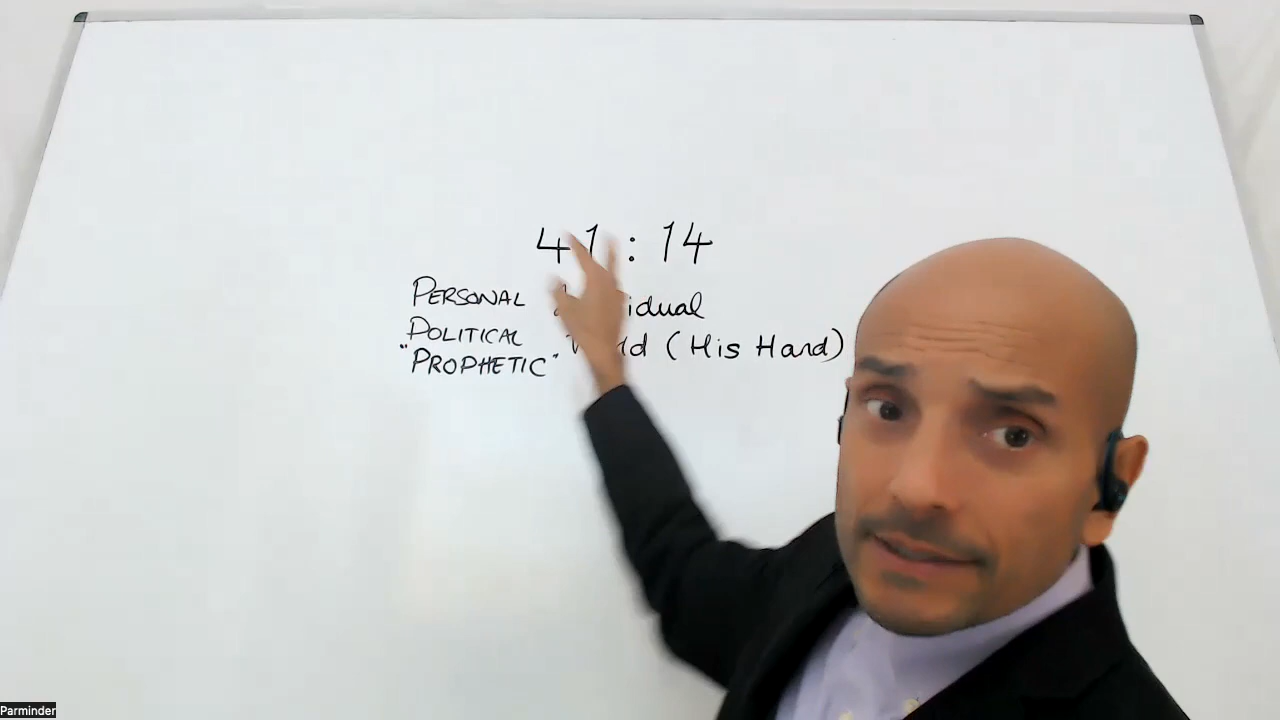 41 : 14
PERSONAL
POLITICAL
"PROPHETIC"
(His Hand)
Parminder